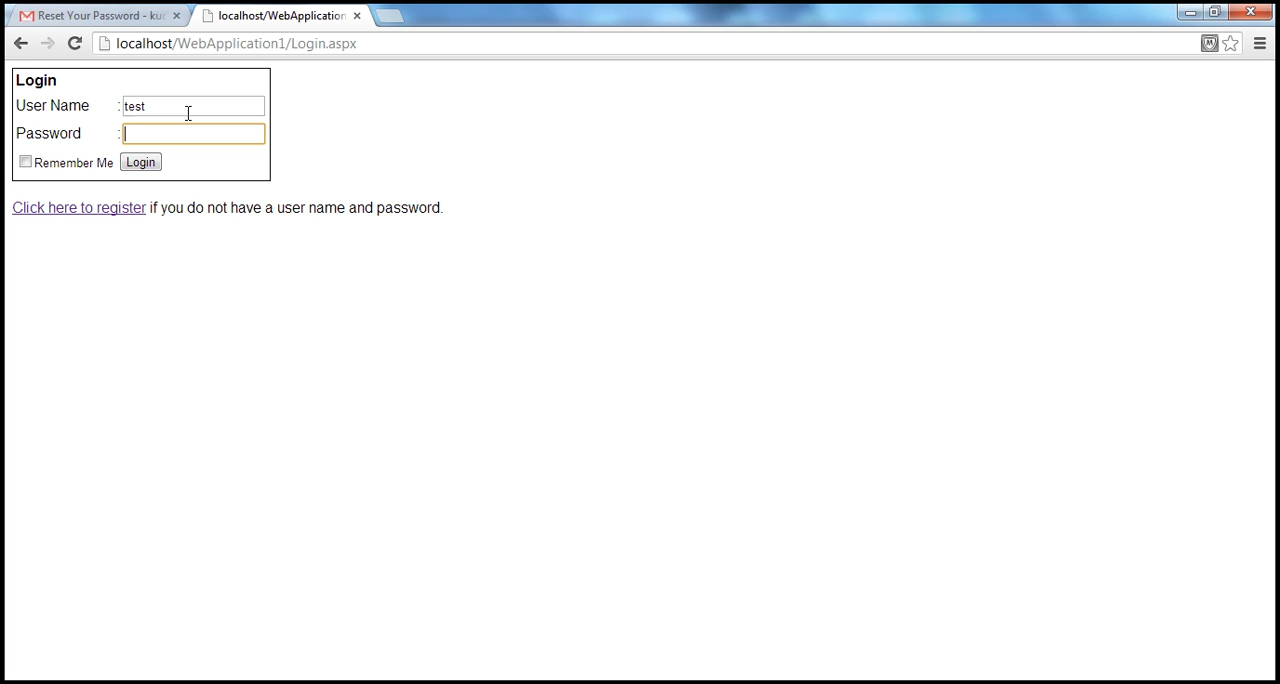 Reset Your Password - ku
localhost/WebApplication
localhost/WebApplication1/Login.aspx
Login
User Name : test
Password :
Remember Me Login
Click here to register if you do not have a user name and password.